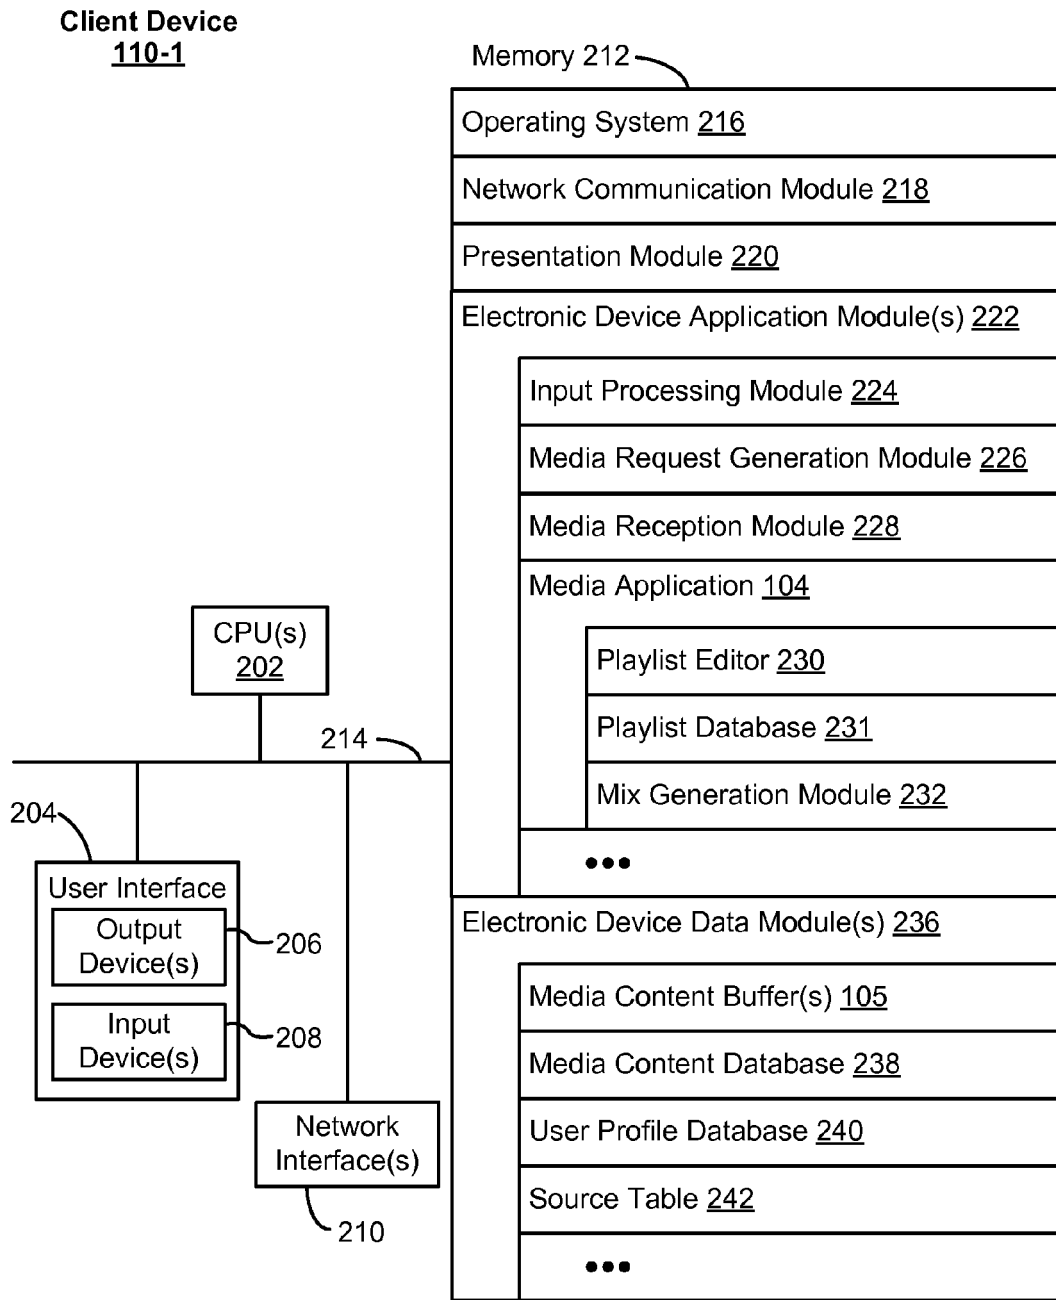 Client Device
110-1
Memory 212
Operating System 216
Network Communication Module 218
Presentation Module 220
Electronic Device Application Module(s) 222
Input Processing Module 224
Media Request Generation Module 226
Media Reception Module 228
Media Application 104
Playlist Editor 230
Playlist Database 231
Mix Generation Module 232
•••
Electronic Device Data Module(s) 236
Media Content Buffer(s) 105
Media Content Database 238
User Profile Database 240
Source Table 242
•••
CPU(s)
202
214
204
User Interface
Output
Device(s)
206
Input
Device(s)
208
Network
Interface(s)
210